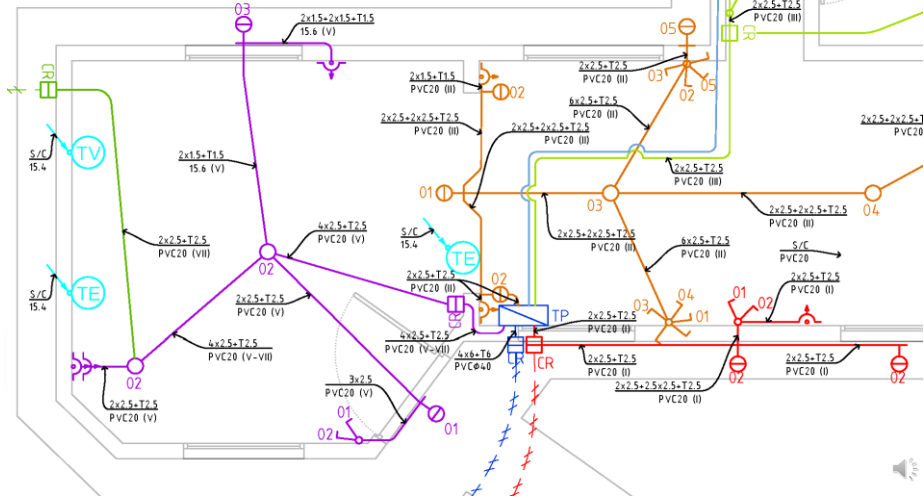 03
2x1.5+2x1.5+T1.5
15.6 (V)
05
2x2.5+T2.5
PVC20 (III)
CR
CR
2x1.5+T1.5
PVC20 (II)
02
2x2.5+T2.5
PVC20 (II)
03
02
05
6x2.5+T2.5
PVC20 (II)
2x2.5+2x2.5+T2.5
PVC20 (II)
2x2.5+2x2.5+T2.5
PVC20 (II)
2x2.5+2x2.5+T
PVC20
S/C
15.4
TV
2x1.5+T1.5
15.6 (V)
2x2.5+T2.5
PVC20 (III)
01
03
04
2x2.5+2x2.5+T2.5
PVC20 (II)
2x2.5+2x2.5+T2.5
PVC20 (II)
S/C
15.4
TE
4x2.5+T2.5
PVC20 (V)
2x2.5+T2.5
PVC20 (VII)
02
6x2.5+T2.5
PVC20 (II)
S/C
PVC20
S/C
15.4
TE
2x2.5+T2.5
PVC20 (V)
2x2.5+T2.5
PVC20 (II)
02
2x2.5+T2.5
PVC20 (I)
CR
TP
2x2.5+T2.5
PVC20 (I)
03
04
01
01
02
4x2.5+T2.5
PVC20 (V-VII)
4x2.5+T2.5
PVC20 (V-VII)
4x6+T6
PVCø40
CR
CR
2x2.5+T2.5
PVC20 (I)
2x2.5+T2.5
PVC20 (I)
02
02
02
2x2.5+2.5x2.5+T2.5
PVC20 (I)
3x2.5
PVC20 (V)
2x2.5+T2.5
PVC20 (V)
01
02
01